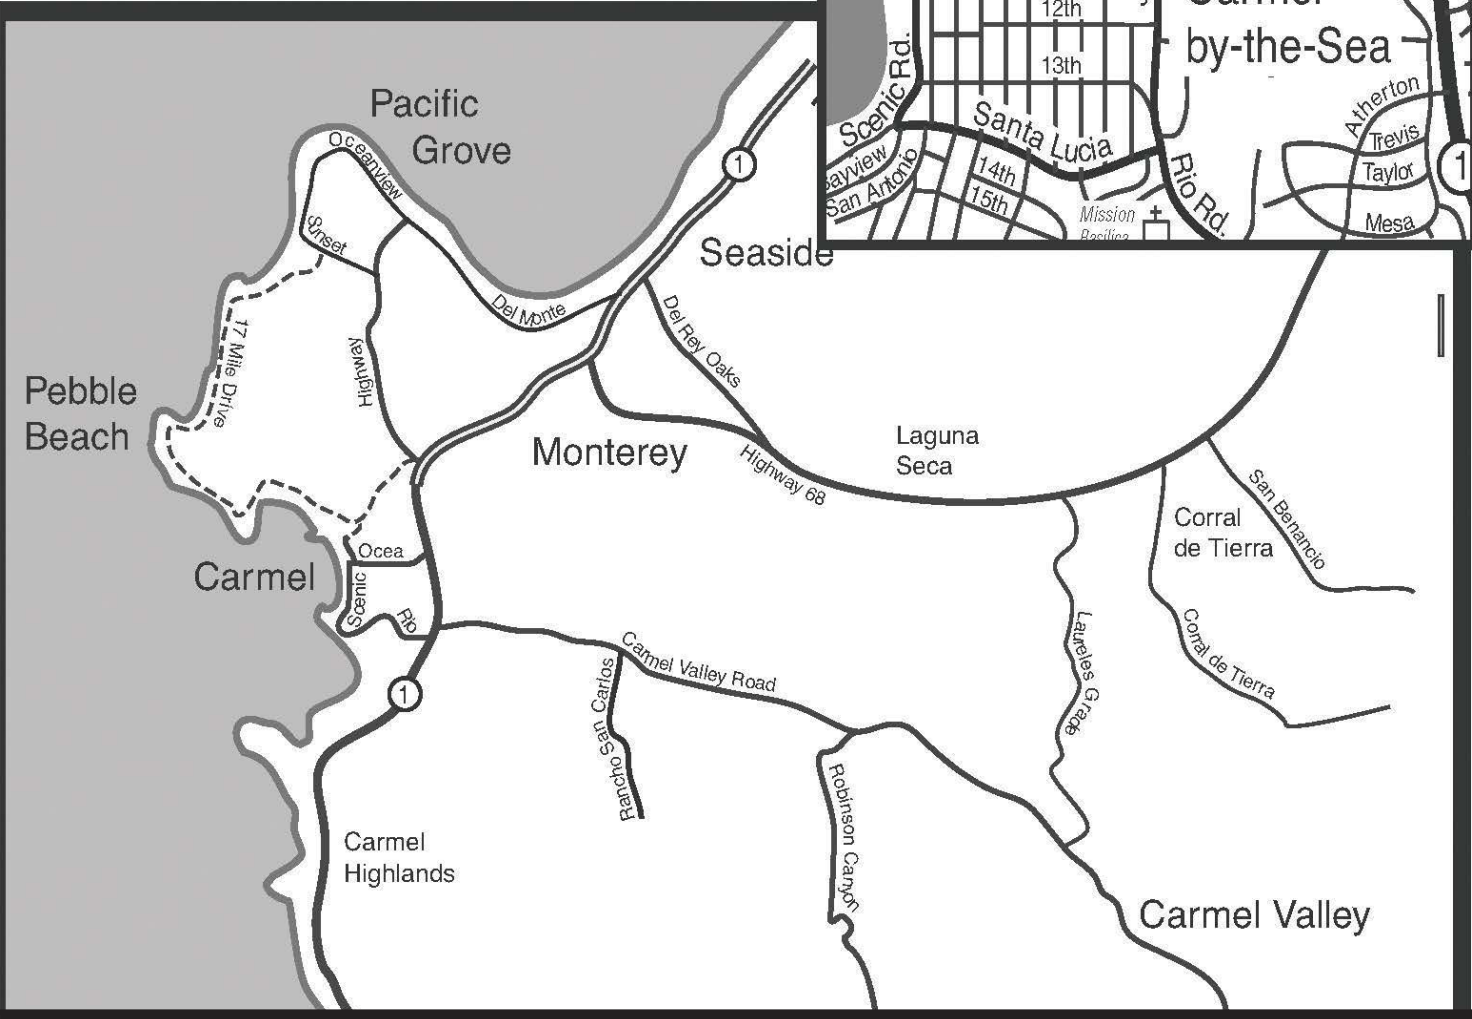 12th
by-the-Sea
13th
Scenic Rd.
Santa Lucia
Atherton
Trevis
Taylor
Mesa
1
San Antonio
14th
15th
Mission
Rio Rd.
Pacific
Grove
Oceanview
Sunset
1
Seaside
Del Monte
Del Rey Oaks
17 Mile Drive
Highway
Pebble
Beach
Monterey
Highway 68
Laguna
Seca
San Benancio
Corral
de Tierra
Corral de Tierra
Laureles Grade
Carmel
Ocea
Scenic
Rio
1
Carmel Valley Road
Rancho San Carlos
Robinson Canyon
Carmel
Highlands
Carmel Valley